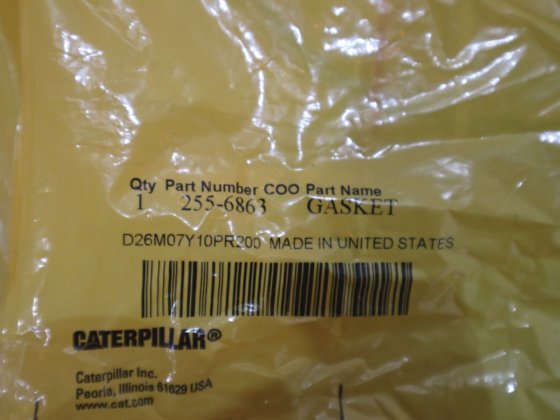 Qty Part Number COO Part Name
1 255-6863 GASKET
D26M07Y10PR200 MADE IN UNITED STATES
CATERPILLAR®
Caterpillar Inc.
Peoria, Illinois 61629 USA
www.cat.com